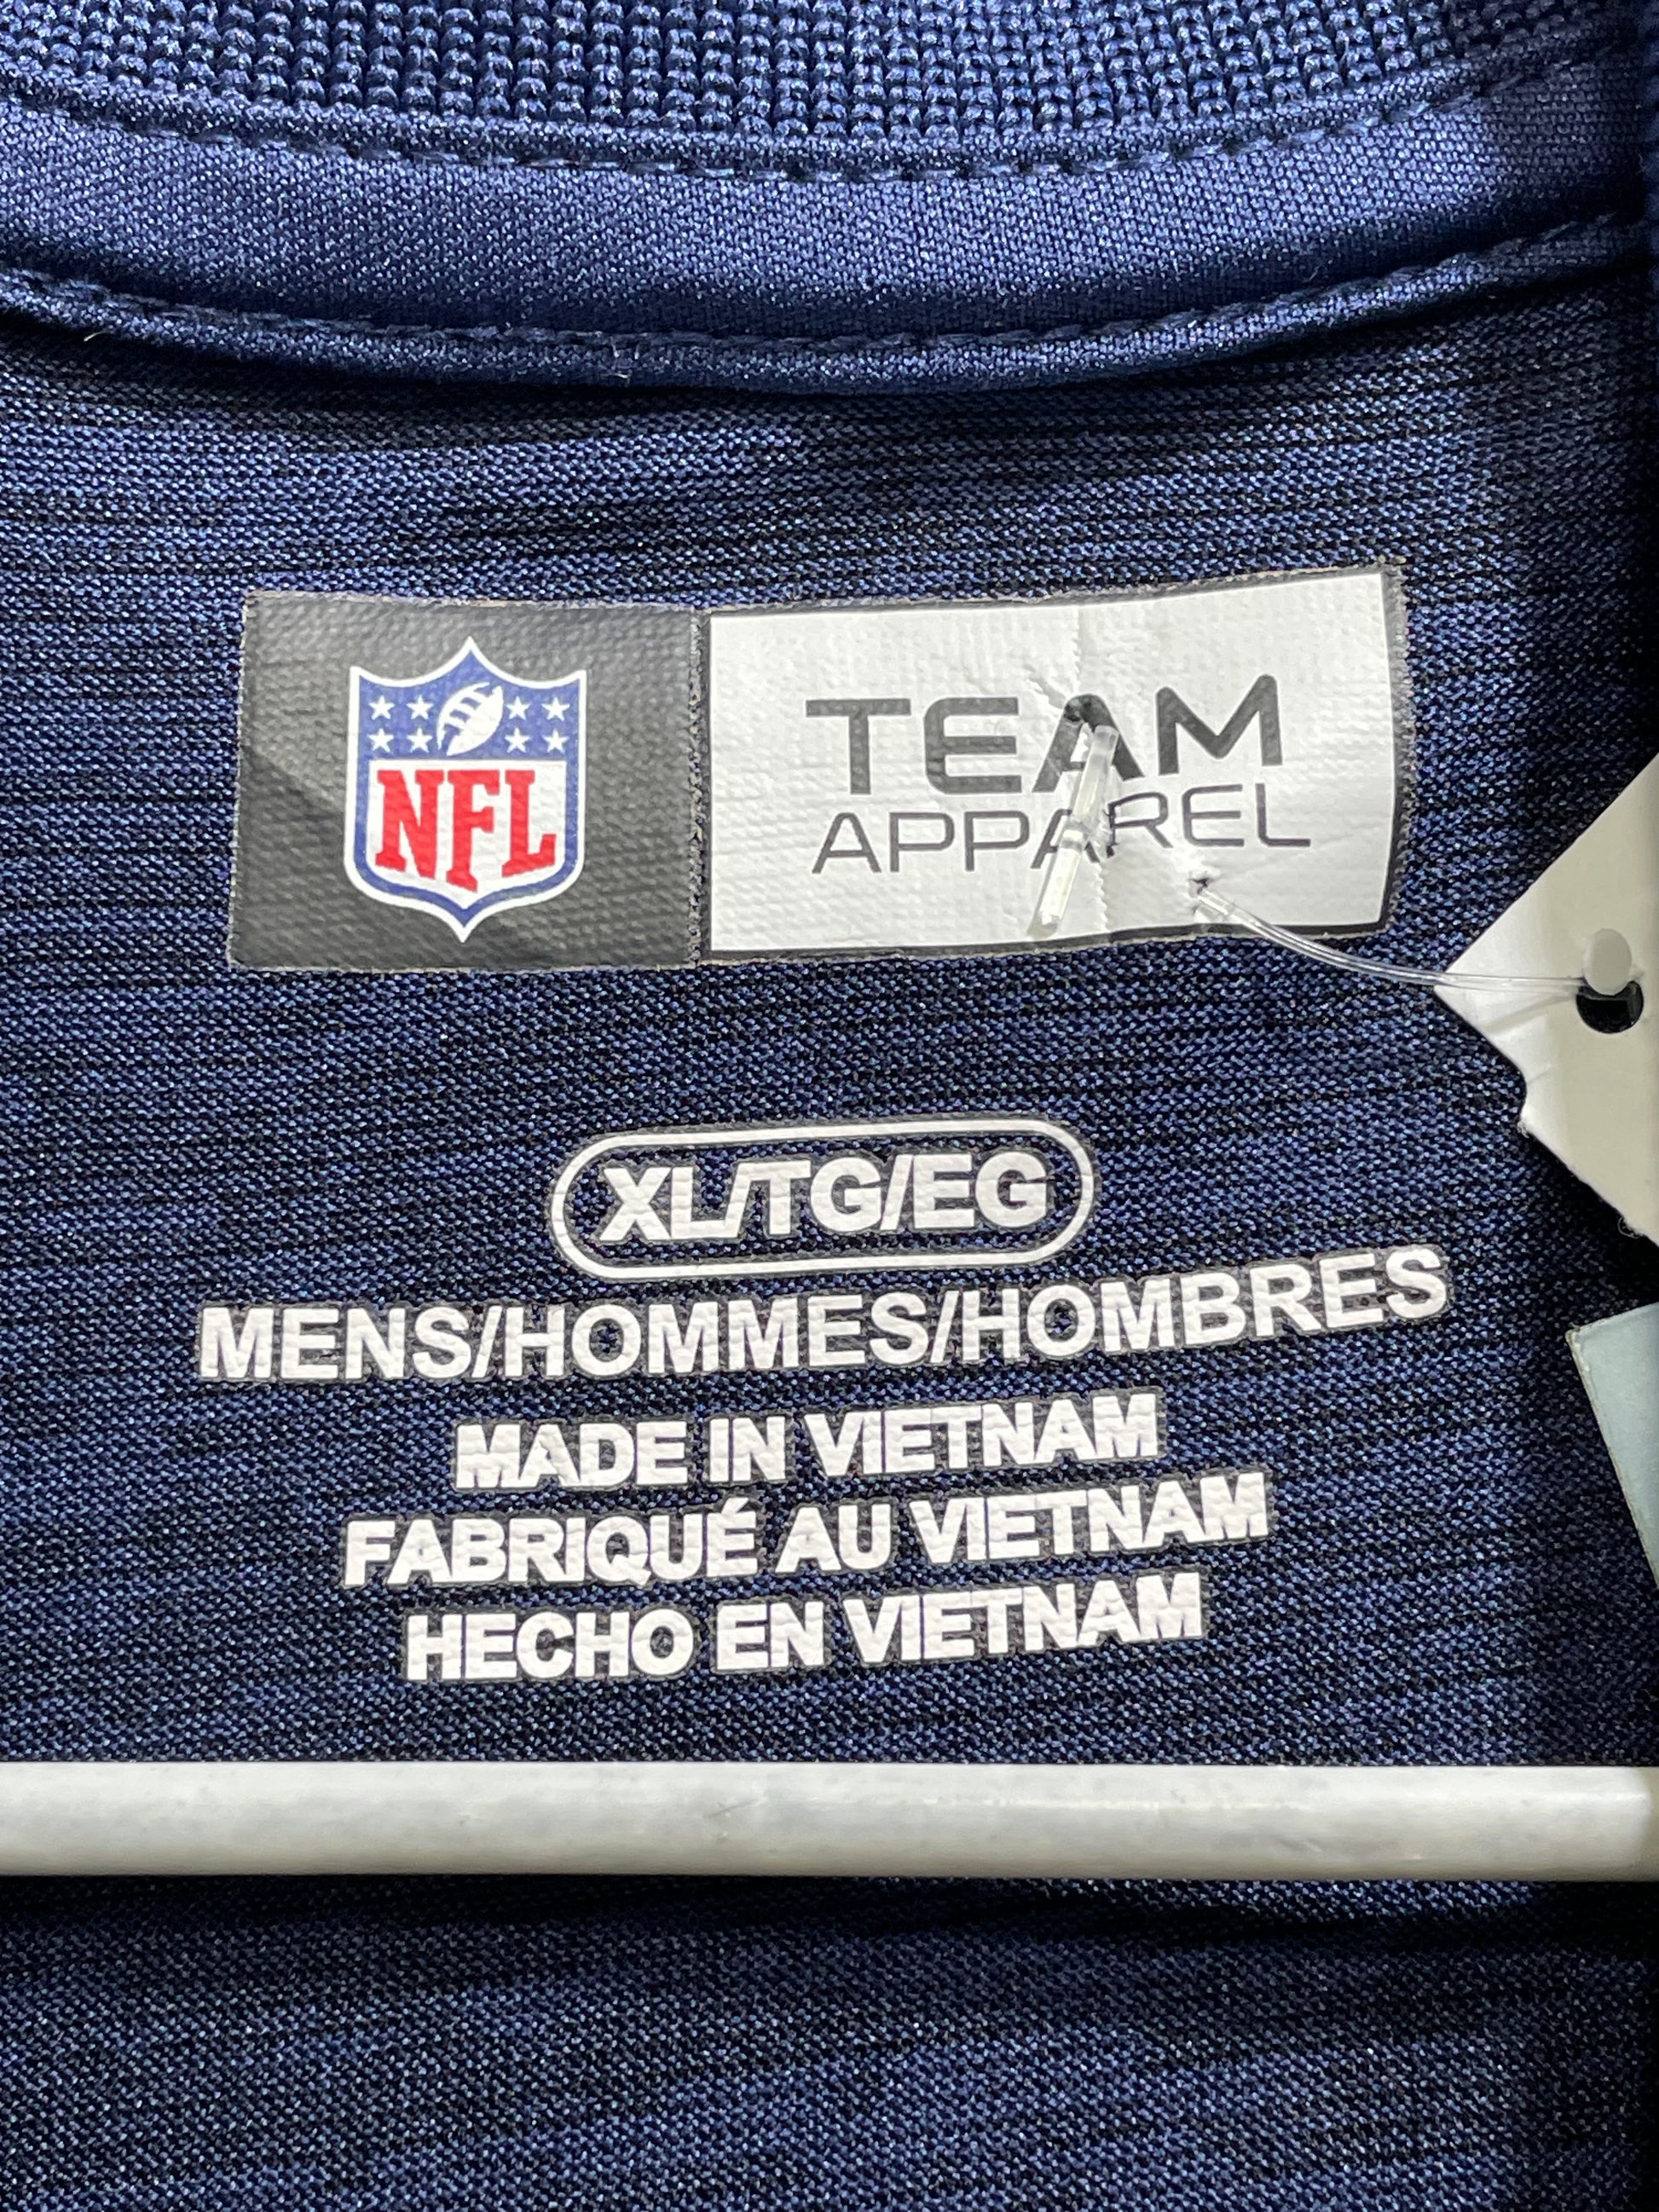 NFL
TEAM
APPAREL
XL/TG/EG
MENS/HOMMES/HOMBRES
MADE IN VIETNAM
FABRIQUÉ AU VIETNAM
HECHO EN VIETNAM